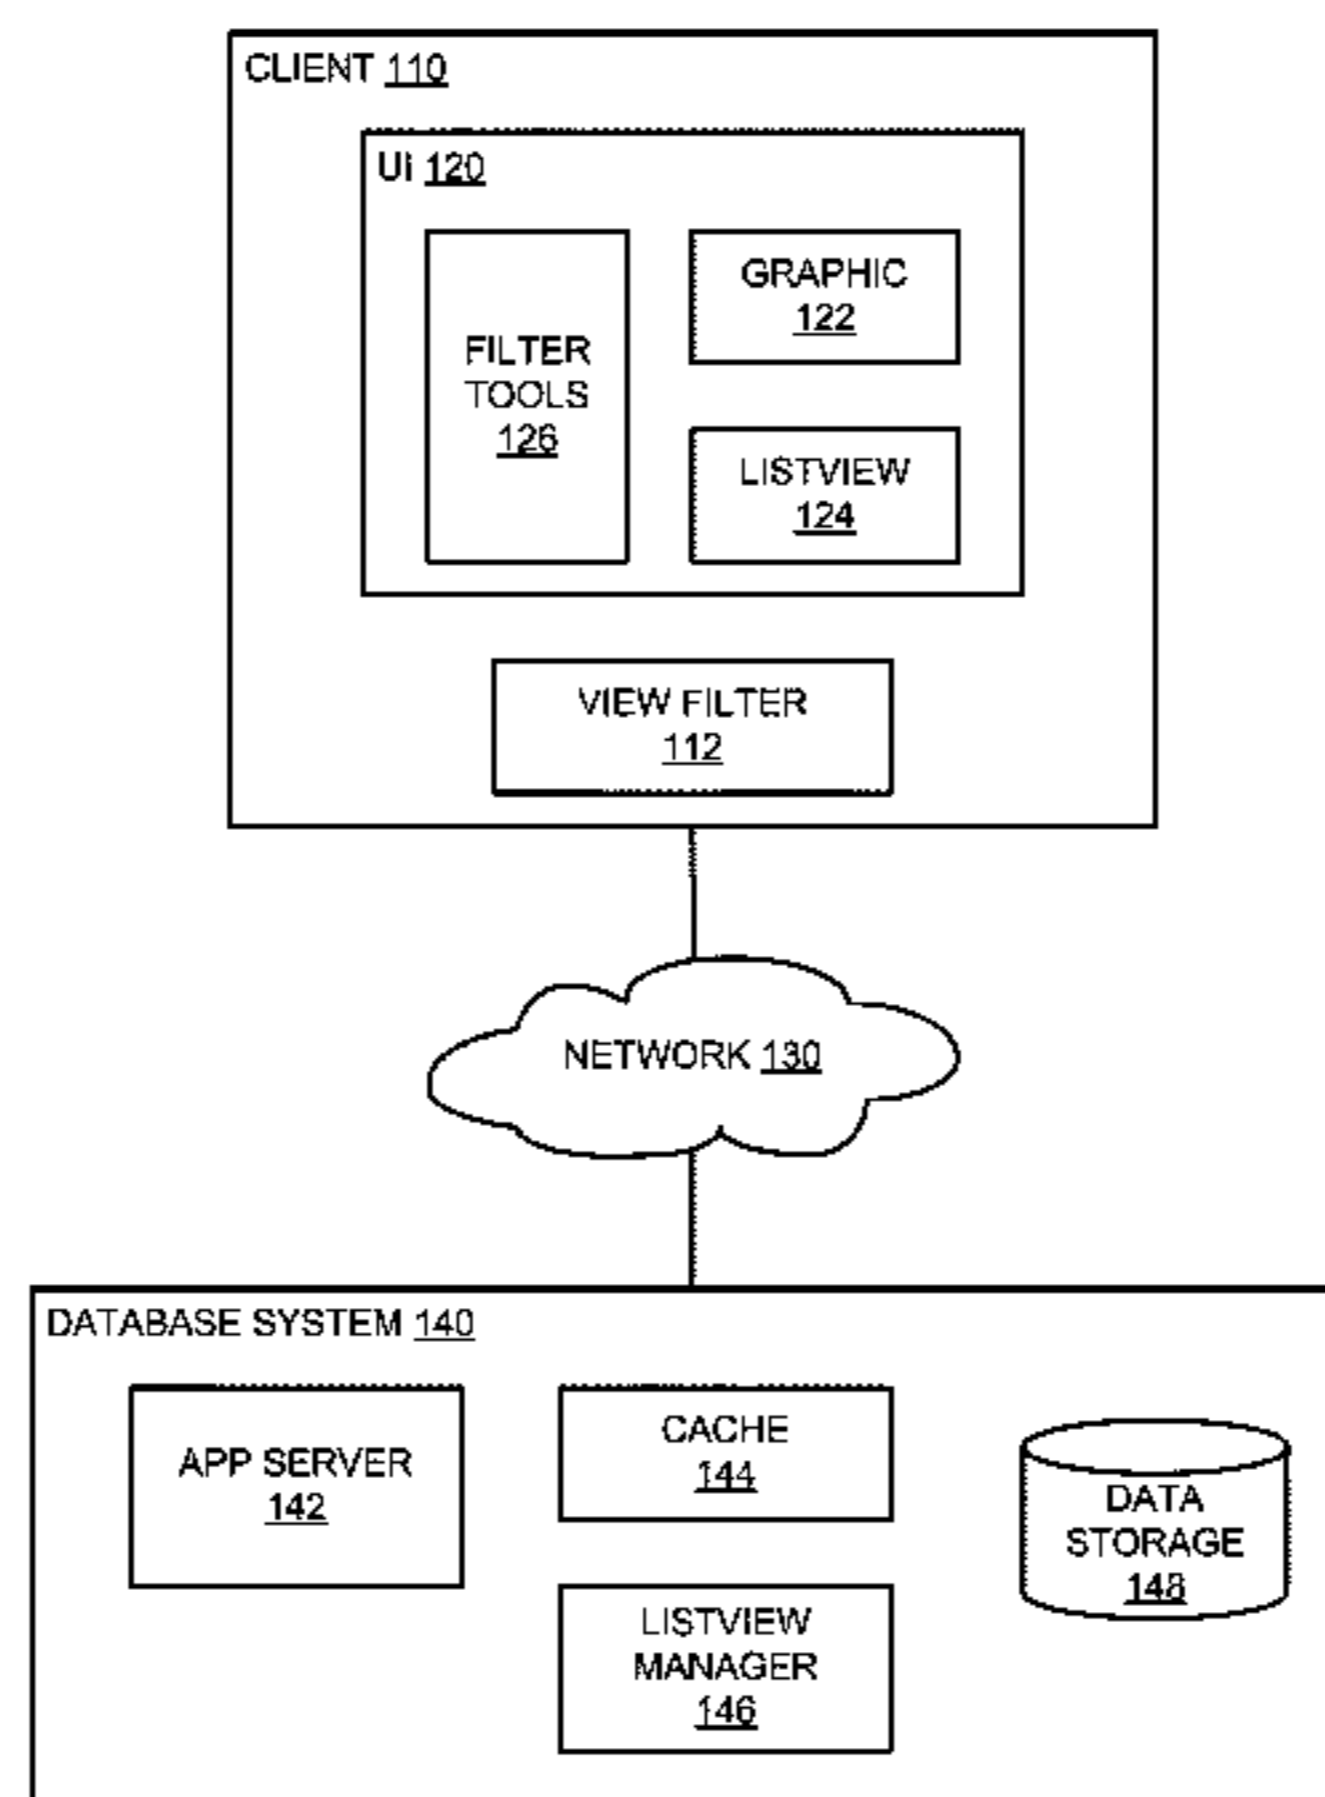 CLIENT 110
UI 120
FILTER
TOOLS
126
GRAPHIC
122
LISTVIEW
124
VIEW FILTER
112
NETWORK 130
DATABASE SYSTEM 140
APP SERVER
142
CACHE
144
LISTVIEW
MANAGER
146
DATA
STORAGE
148